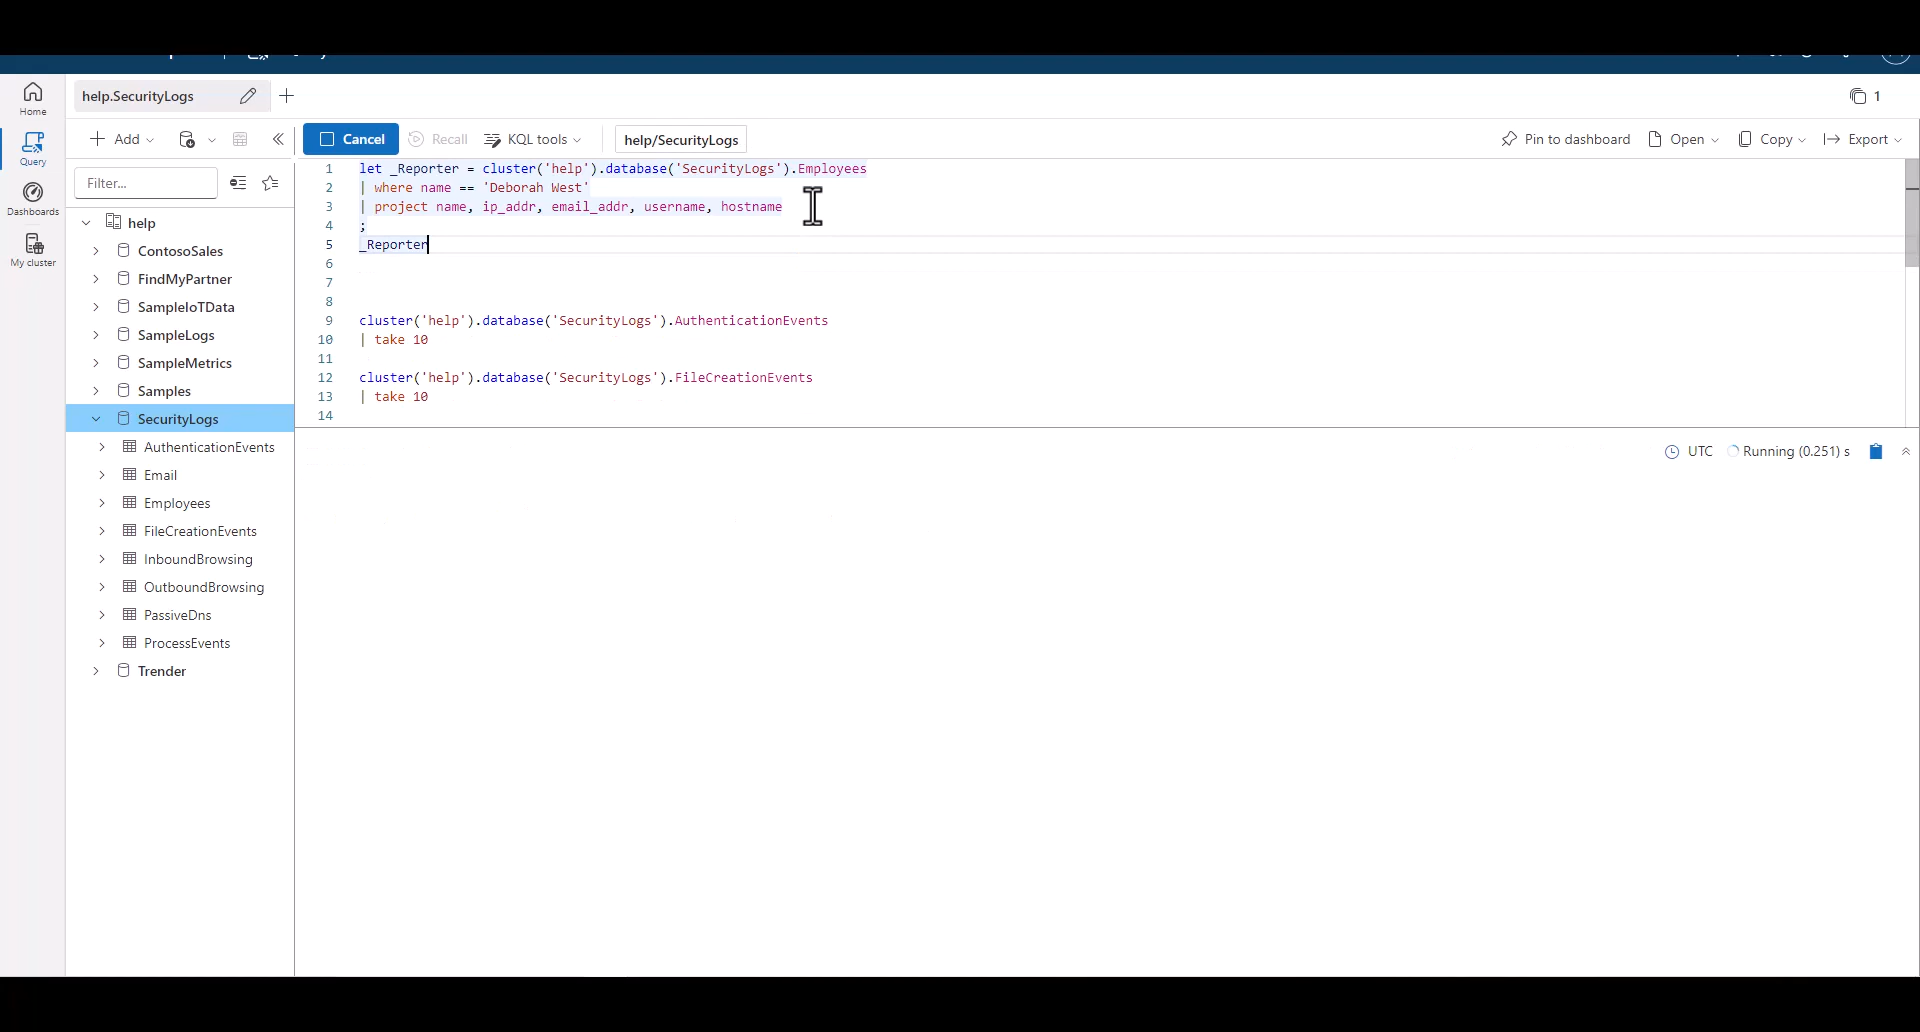 help.SecurityLogs
1
Home
Add
Cancel
Recall
KQL tools
help/SecurityLogs
Pin to dashboard
Open
Copy
Export
Query
Dashboards
My cluster
Filter...
help
ContosoSales
FindMyPartner
SampleIoTData
SampleLogs
SampleMetrics
Samples
SecurityLogs
AuthenticationEvents
Email
Employees
FileCreationEvents
InboundBrowsing
OutboundBrowsing
PassiveDns
ProcessEvents
Trender
1 let _Reporter = cluster('help').database('SecurityLogs').Employees
2 | where name == 'Deborah West'
3 | project name, ip_addr, email_addr, username, hostname
4 ;
5 _Reporter
6
7
8
9 cluster('help').database('SecurityLogs').AuthenticationEvents
10 | take 10
11
12 cluster('help').database('SecurityLogs').FileCreationEvents
13 | take 10
14
UTC
Running (0.251) s